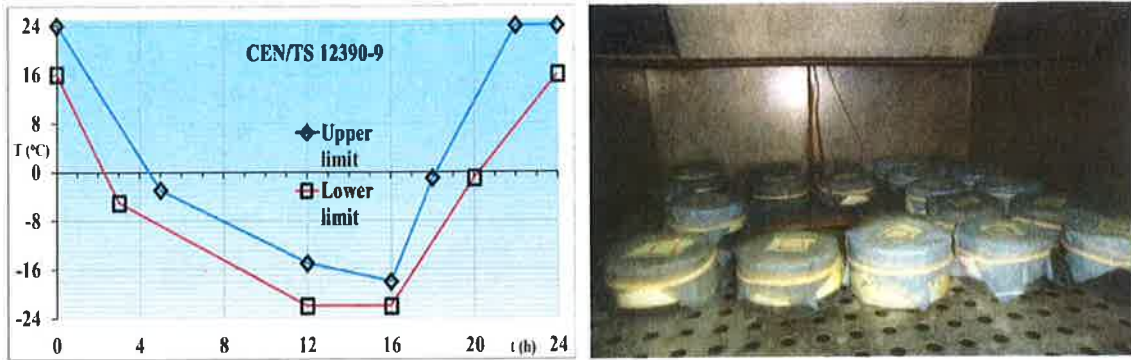 24
16
8
0
-8
-16
-24
T (°C)
CEN/TS 12390-9
Upper
limit
Lower
limit
0
4
8
12
16
20
24
t (h)